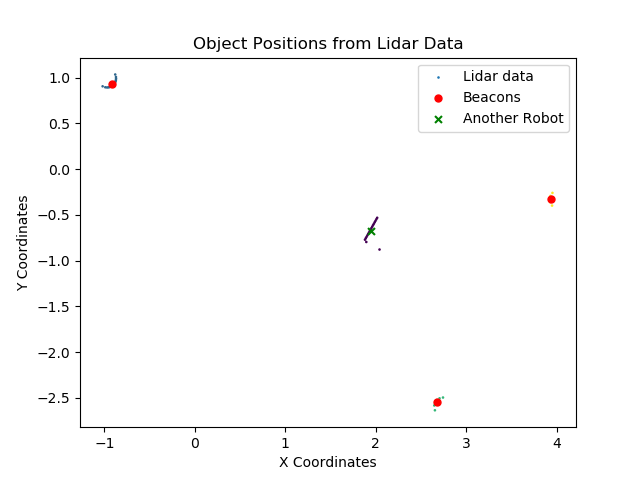 Object Positions from Lidar Data
Lidar data
Beacons
Another Robot
1.0
0.5
0.0
−0.5
−1.0
−1.5
−2.0
−2.5
Y Coordinates
−1
0
1
2
3
4
X Coordinates